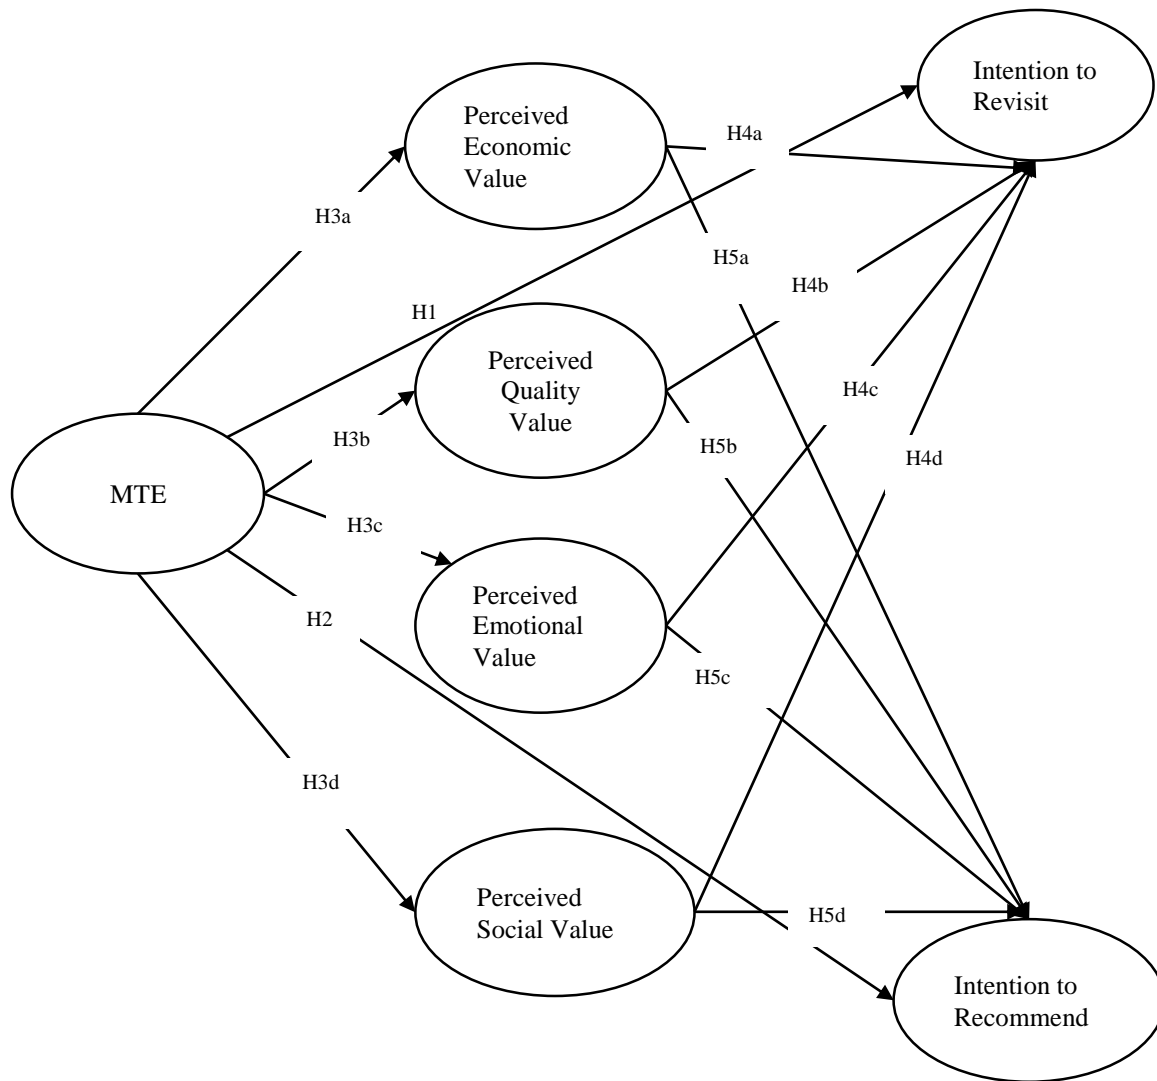 Intention to
Revisit
Perceived
Economic
Value
H4a
H3a
H5a
H4b
H1
Perceived
Quality
Value
H4c
H3b
H5b
H4d
MTE
H3c
Perceived
Emotional
Value
H2
H5c
H3d
Perceived
Social Value
H5d
Intention to
Recommend